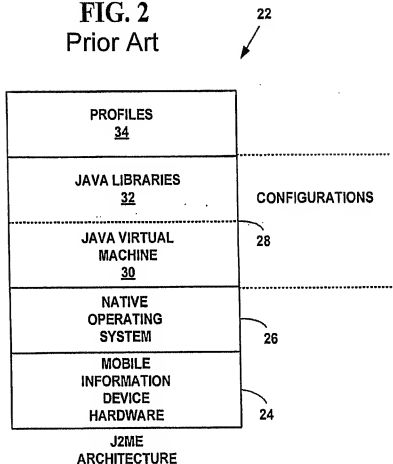 FIG. 2
Prior Art
22
PROFILES
34
JAVA LIBRARIES
32
CONFIGURATIONS
28
JAVA VIRTUAL
MACHINE
30
NATIVE
OPERATING
SYSTEM
26
MOBILE
INFORMATION
DEVICE
HARDWARE
24
J2ME
ARCHITECTURE